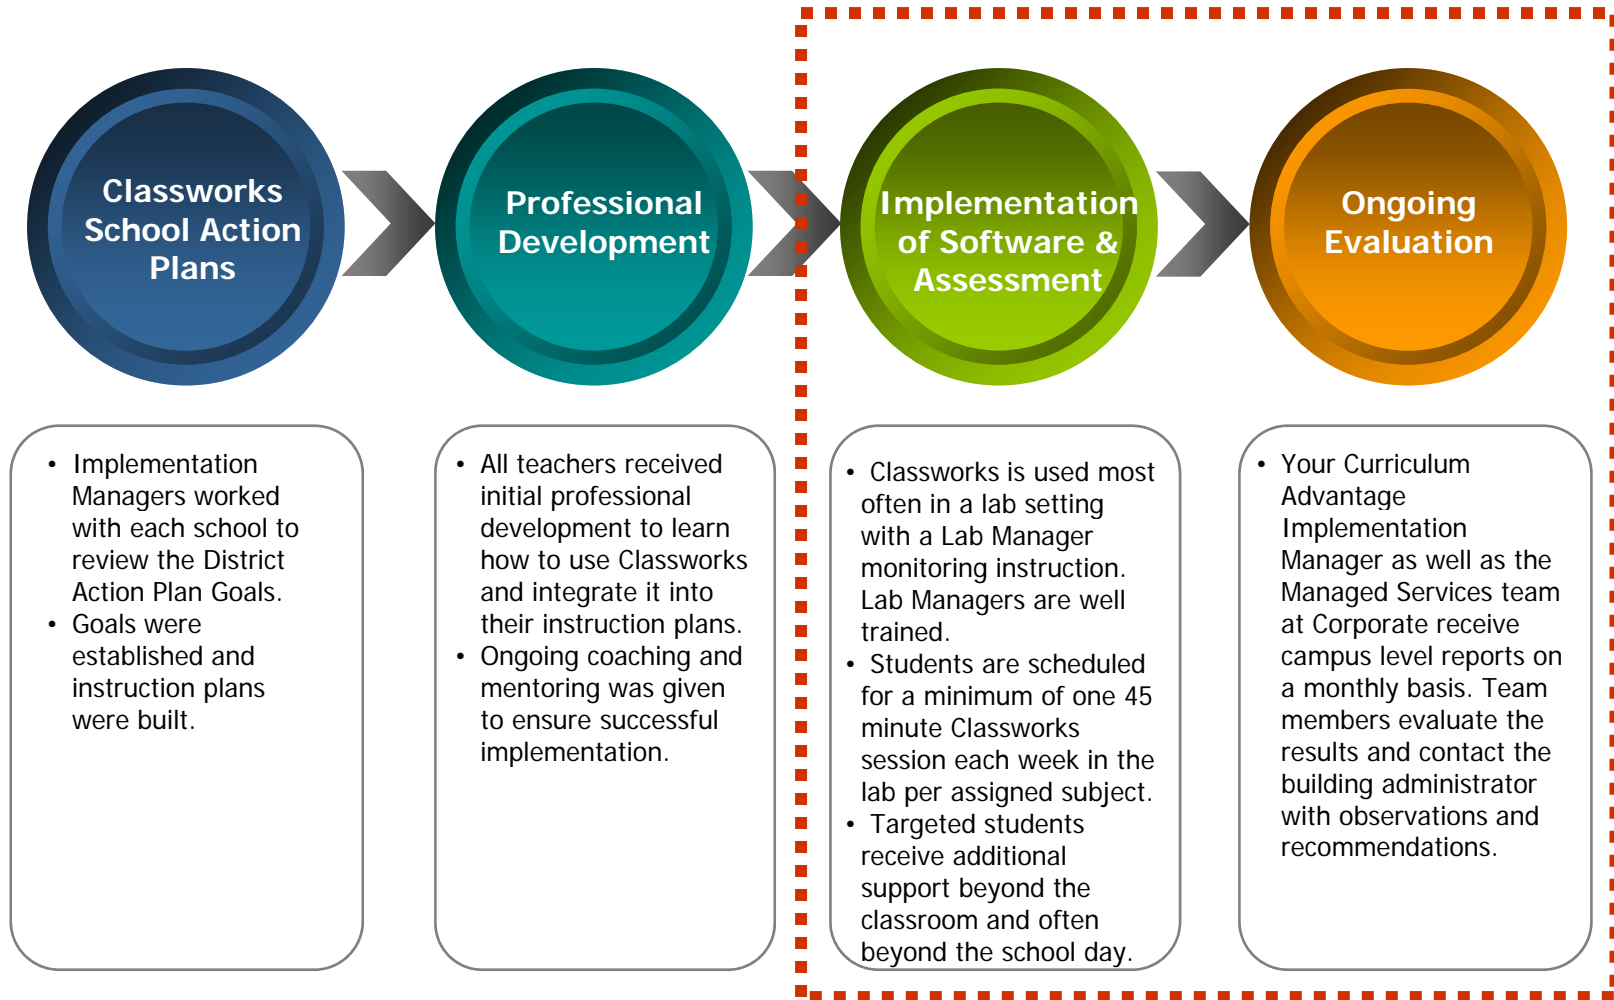 Classworks
School Action
Plans
Professional
Development
Implementation
of Software &
Assessment
Ongoing
Evaluation
• Implementation
Managers worked
with each school to
review the District
Action Plan Goals.
• Goals were
established and
instruction plans
were built.
• All teachers received
initial professional
development to learn
how to use Classworks
and integrate it into
their instruction plans.
• Ongoing coaching and
mentoring was given
to ensure successful
implementation.
• Classworks is used most
often in a lab setting
with a Lab Manager
monitoring instruction.
Lab Managers are well
trained.
• Students are scheduled
for a minimum of one 45
minute Classworks
session each week in the
lab per assigned subject.
• Targeted students
receive additional
support beyond the
classroom and often
beyond the school day.
• Your Curriculum
Advantage
Implementation
Manager as well as the
Managed Services team
at Corporate receive
campus level reports on
a monthly basis. Team
members evaluate the
results and contact the
building administrator
with observations and
recommendations.